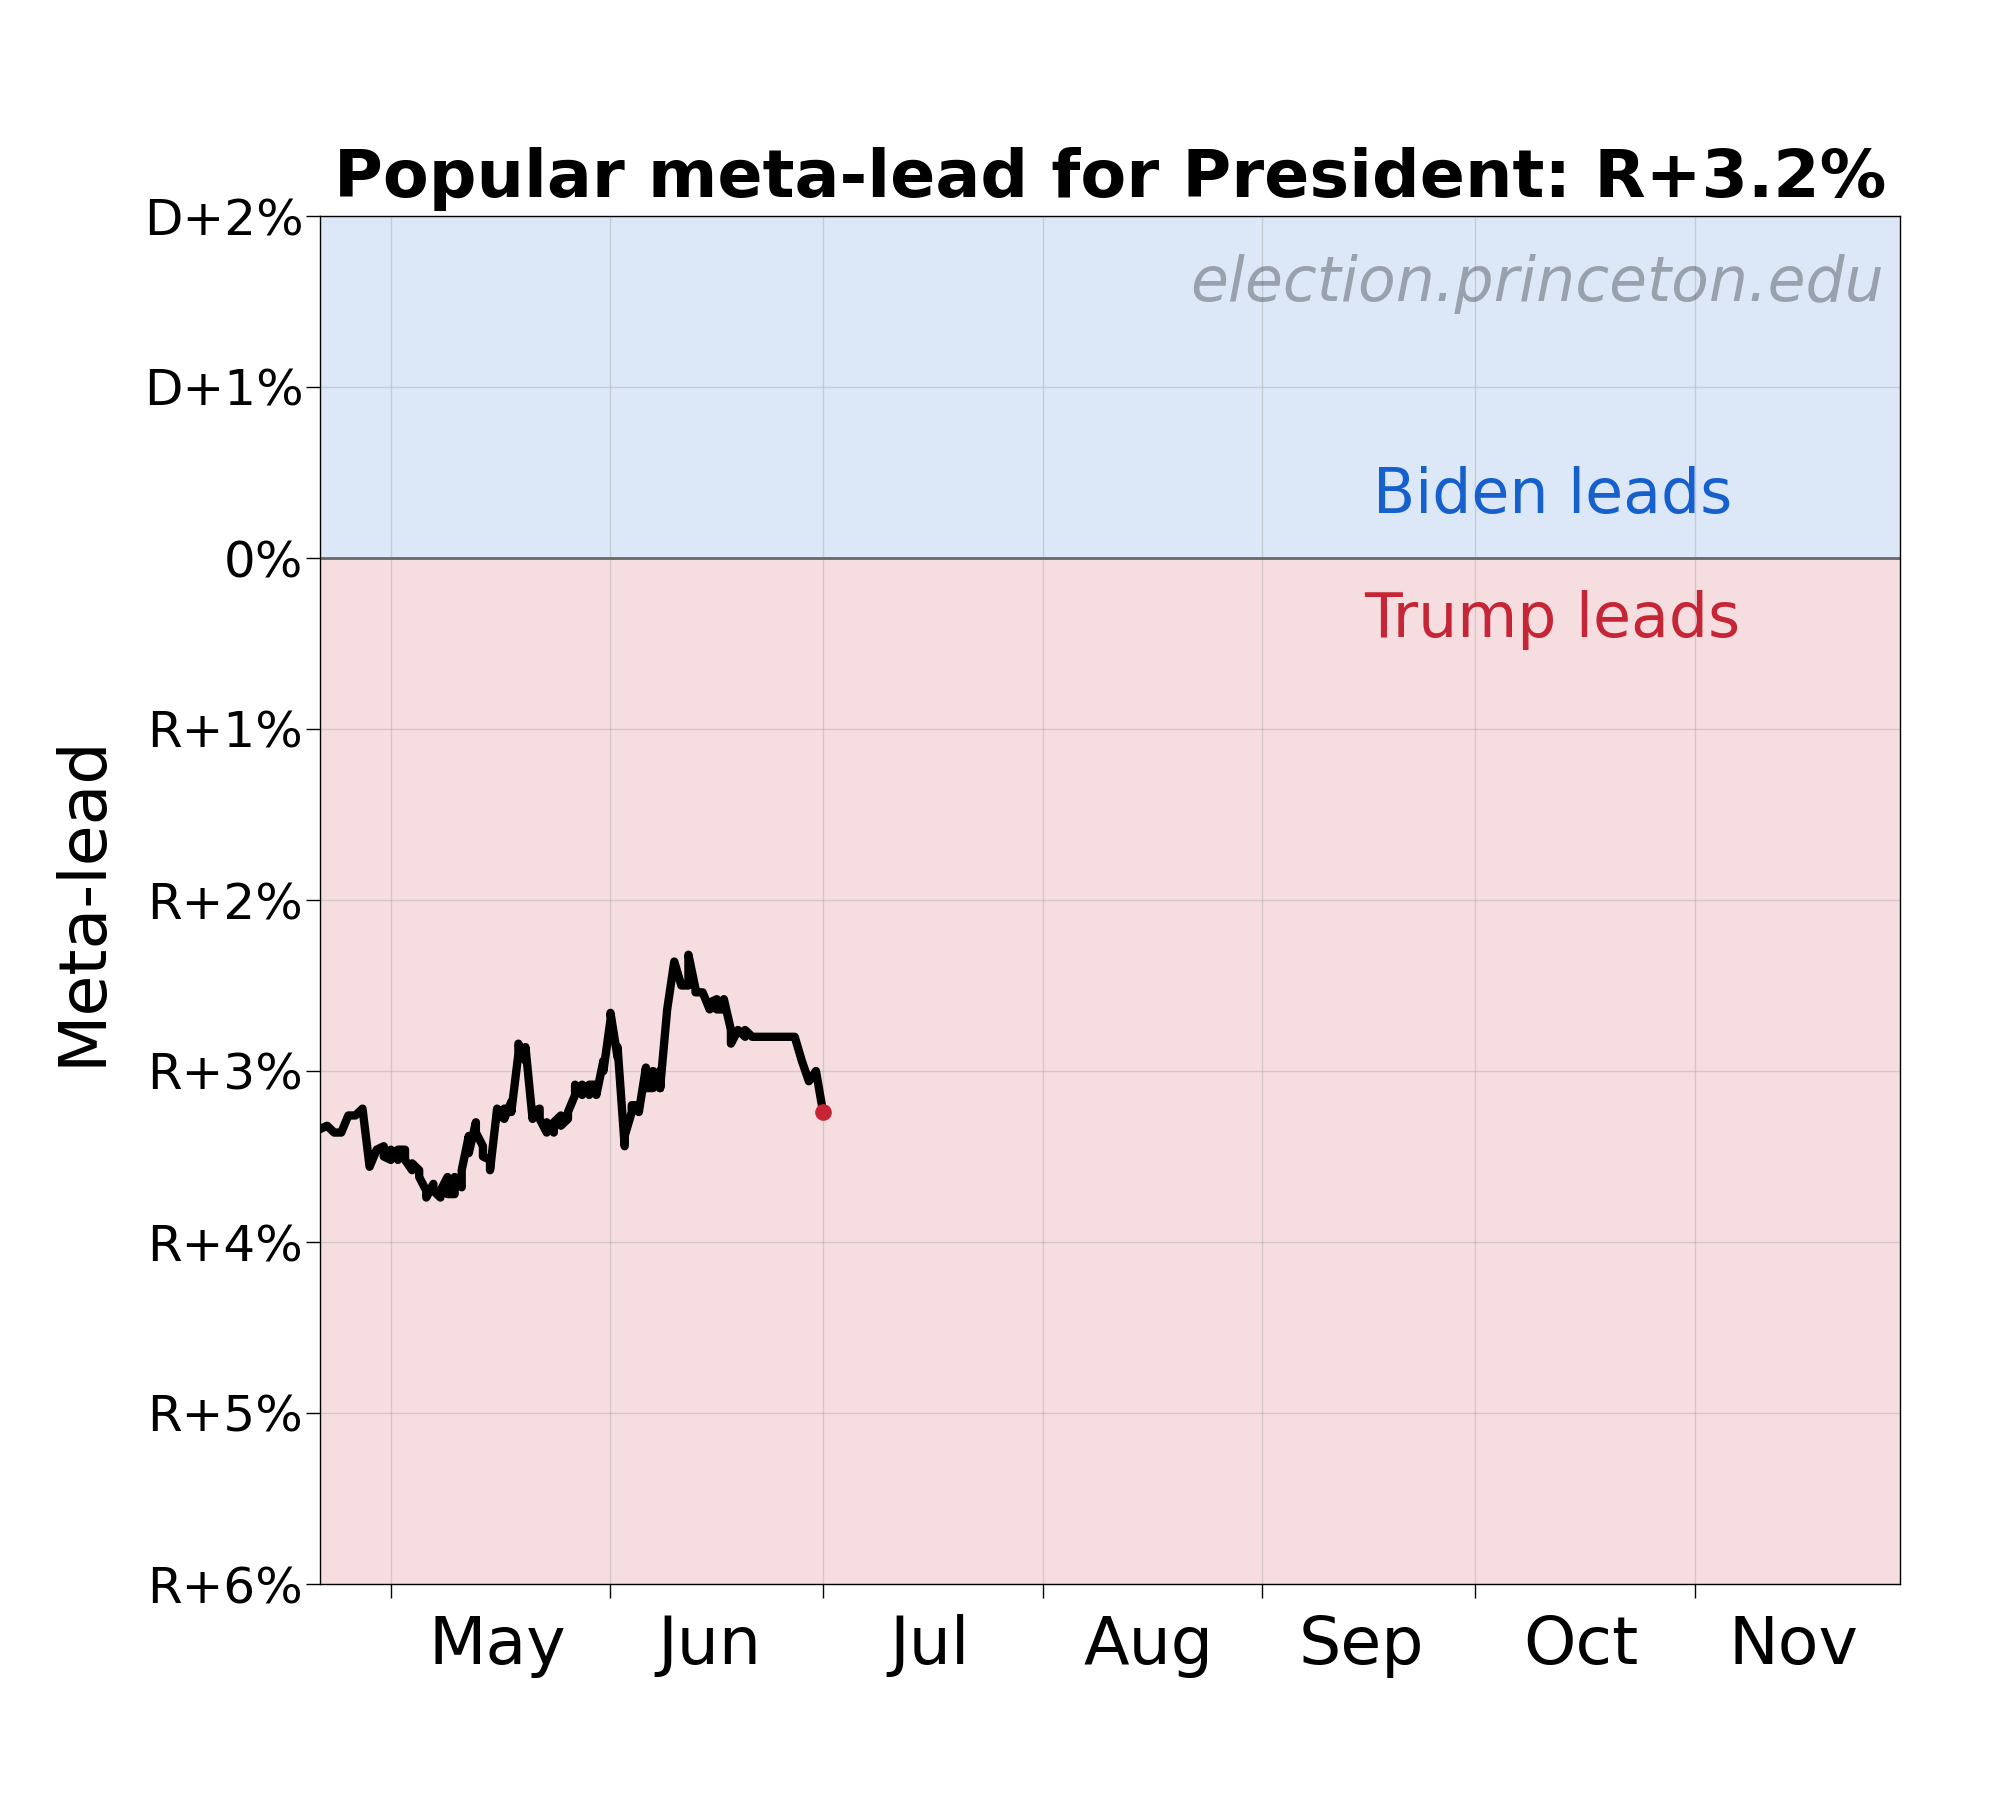 Popular meta-lead for President: R+3.2%
D+2%
election.princeton.edu
D+1%
Biden leads
0%
Trump leads
R+1%
R+2%
Meta-lead
R+3%
R+4%
R+5%
R+6%
May Jun Jul Aug Sep Oct Nov